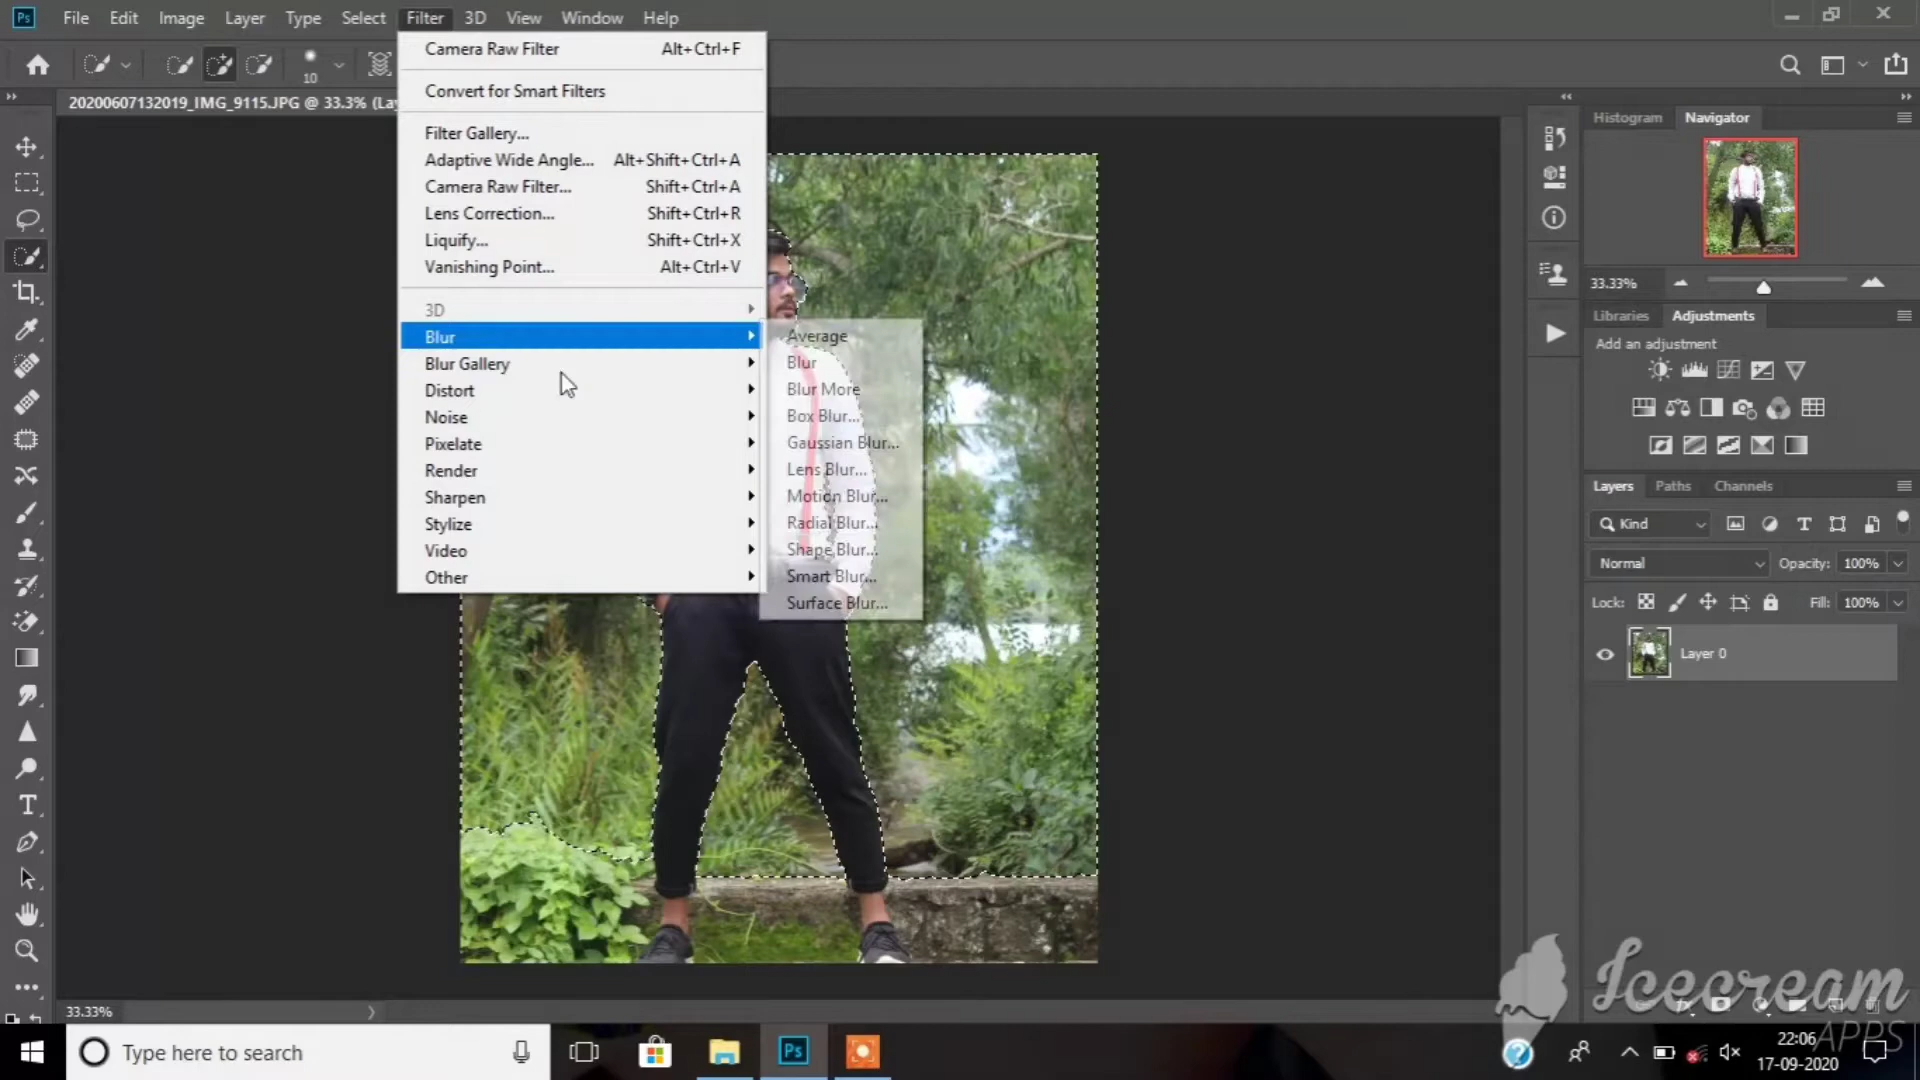 Ps File Edit Image Layer Type Select Filter 3D View Window Help
10
20200607132019_IMG_9115.JPG @ 33.3% (La
Camera Raw Filter Alt+Ctrl+F
Convert for Smart Filters
Filter Gallery...
Adaptive Wide Angle... Alt+Shift+Ctrl+A
Camera Raw Filter... Shift+Ctrl+A
Lens Correction... Shift+Ctrl+R
Liquify... Shift+Ctrl+X
Vanishing Point... Alt+Ctrl+V
3D
Blur
Blur Gallery
Distort
Noise
Pixelate
Render
Sharpen
Stylize
Video
Other
Average
Blur
Blur More
Box Blur...
Gaussian Blur...
Lens Blur...
Motion Blur...
Radial Blur...
Shape Blur...
Smart Blur...
Surface Blur...
Histogram Navigator
33.33%
Libraries Adjustments
Add an adjustment
Layers Paths Channels
Kind
Normal Opacity: 100%
Lock: Fill: 100%
Layer 0
33.33%
Icecream
APPS
Type here to search
Ps
22:06
17-09-2020